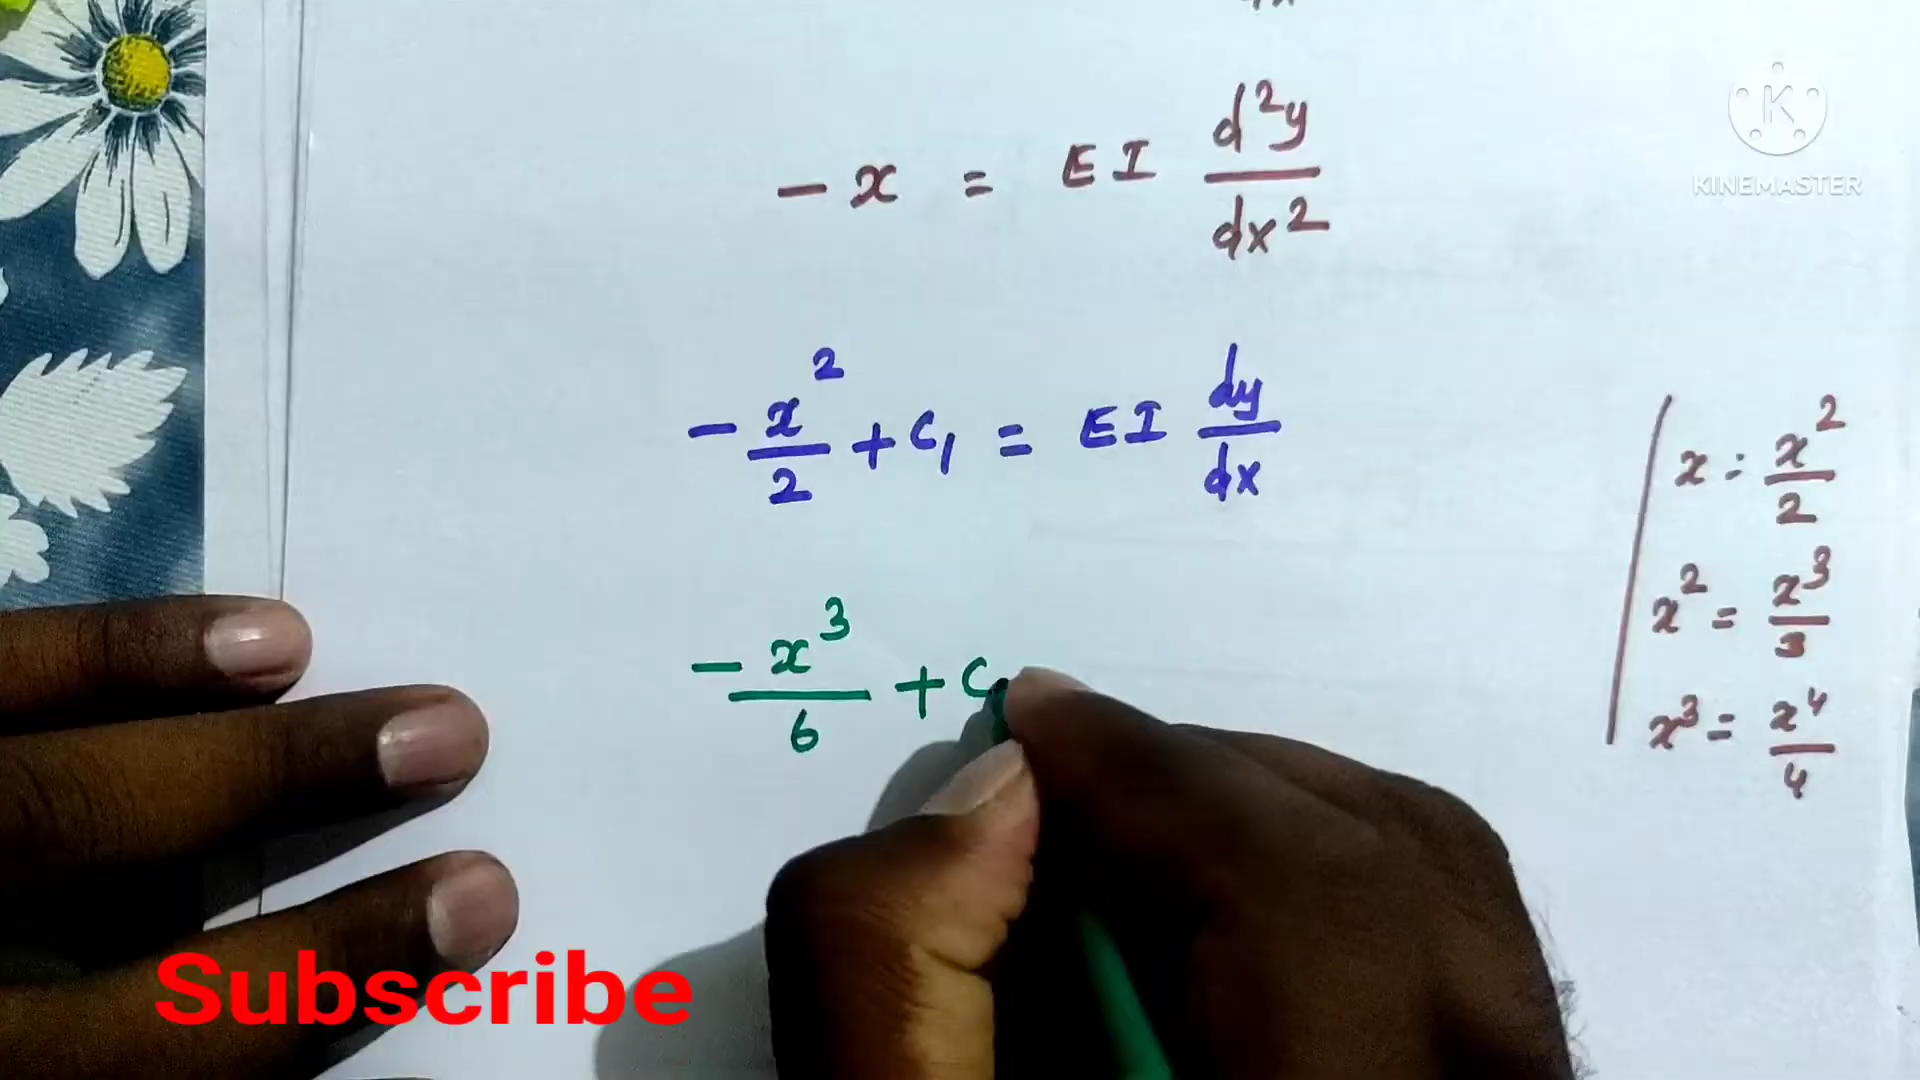 dx
- x = EI d²y/dx²
KINEMASTER
- x²/2 + C₁ = EI dy/dx
x : x²/2
x² = x³/3
x³ = x⁴/4
- x³/6 + C
Subscribe